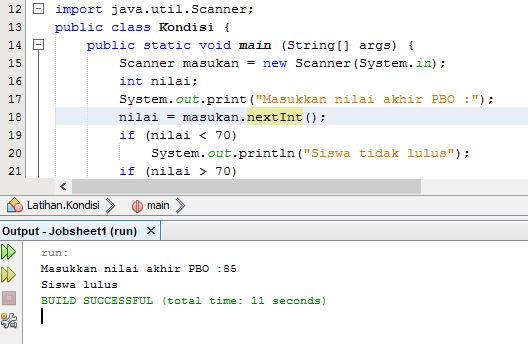 12 import java.util.Scanner;
13 public class Kondisi {
14 public static void main (String[] args) {
15 Scanner masukan = new Scanner(System.in);
16 int nilai;
17 System.out.print("Masukkan nilai akhir PBO :");
18 nilai = masukan.nextInt();
19 if (nilai < 70)
20 System.out.println("Siswa tidak lulus");
21 if (nilai > 70)
Latihan.Kondisi main
Output - Jobsheet1 (run) ×
run:
Masukkan nilai akhir PBO :85
Siswa lulus
BUILD SUCCESSFUL (total time: 11 seconds)